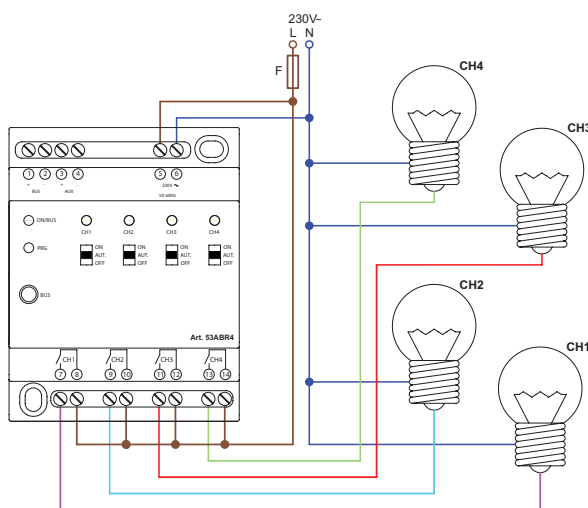 230V~
L N
F
CH4
CH3
CH2
CH1
1 2 3 4 5 6
+ - + -
BUS AUX 230V ~
50-60Hz
ON/BUS CH1 CH2 CH3 CH4
PRG
ON ON ON ON
AUT. AUT. AUT. AUT.
OFF OFF OFF OFF
BUS
Art. 53ABR4
CH1 CH2 CH3 CH4
7 8 9 10 11 12 13 14